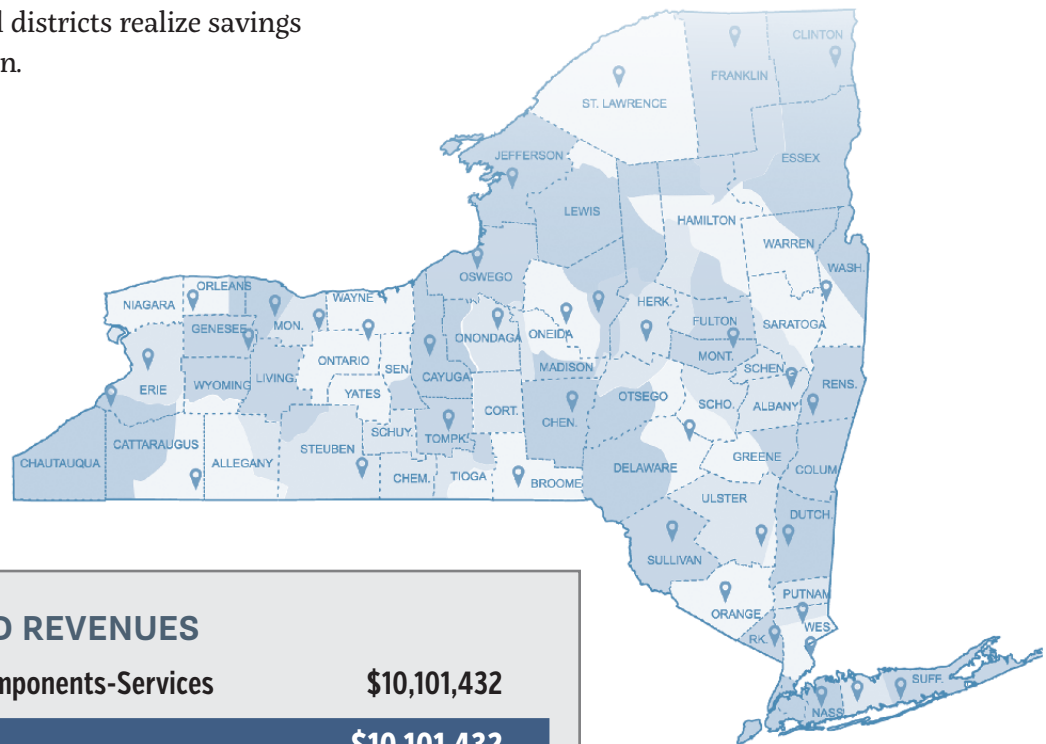 districts realize savings
n.
CLINTON
FRANKLIN
ST. LAWRENCE
JEFFERSON
ESSEX
LEWIS
HAMILTON
WARREN
WASH.
OSWEGO
ORLEANS
WAYNE
NIAGARA
HERK.
FULTON
SARATOGA
GENESEE
MON.
ONONDAGA
ONEIDA
MONT.
ONTARIO
SEN
MADISON
SCHEN.
ERIE
WYOMING
LIVING.
CAYUGA
RENS.
YATES
OTSEGO
SCHO.
ALBANY
CORT.
CHEN.
SCHUY.
TOMPK.
CATTARAUGUS
STEUBEN
CHAUTAUQUA
ALLEGANY
GREENE
COLUM
DELAWARE
CHEM.
TIOGA
BROOME
ULSTER
DUTCH.
SULLIVAN
PUTNAM
ORANGE
WES.
RK.
SUFF.
NASS
REVENUES
mponents-Services $10,101,432
$10,101,432